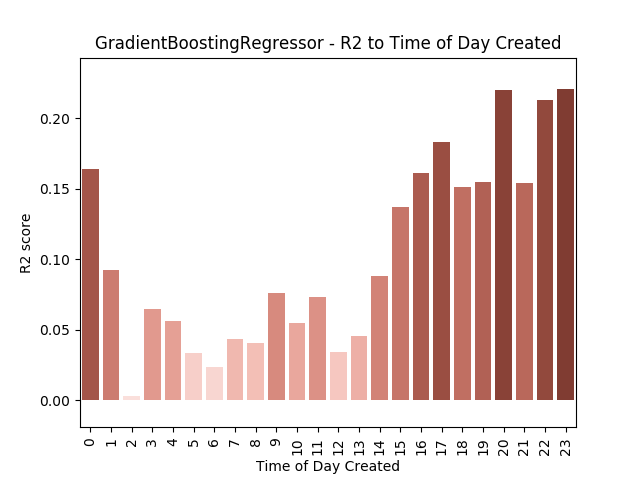 GradientBoostingRegressor - R2 to Time of Day Created
R2 score
0.20
0.15
0.10
0.05
0.00
0 1 2 3 4 5 6 7 8 9 10 11 12 13 14 15 16 17 18 19 20 21 22 23
Time of Day Created